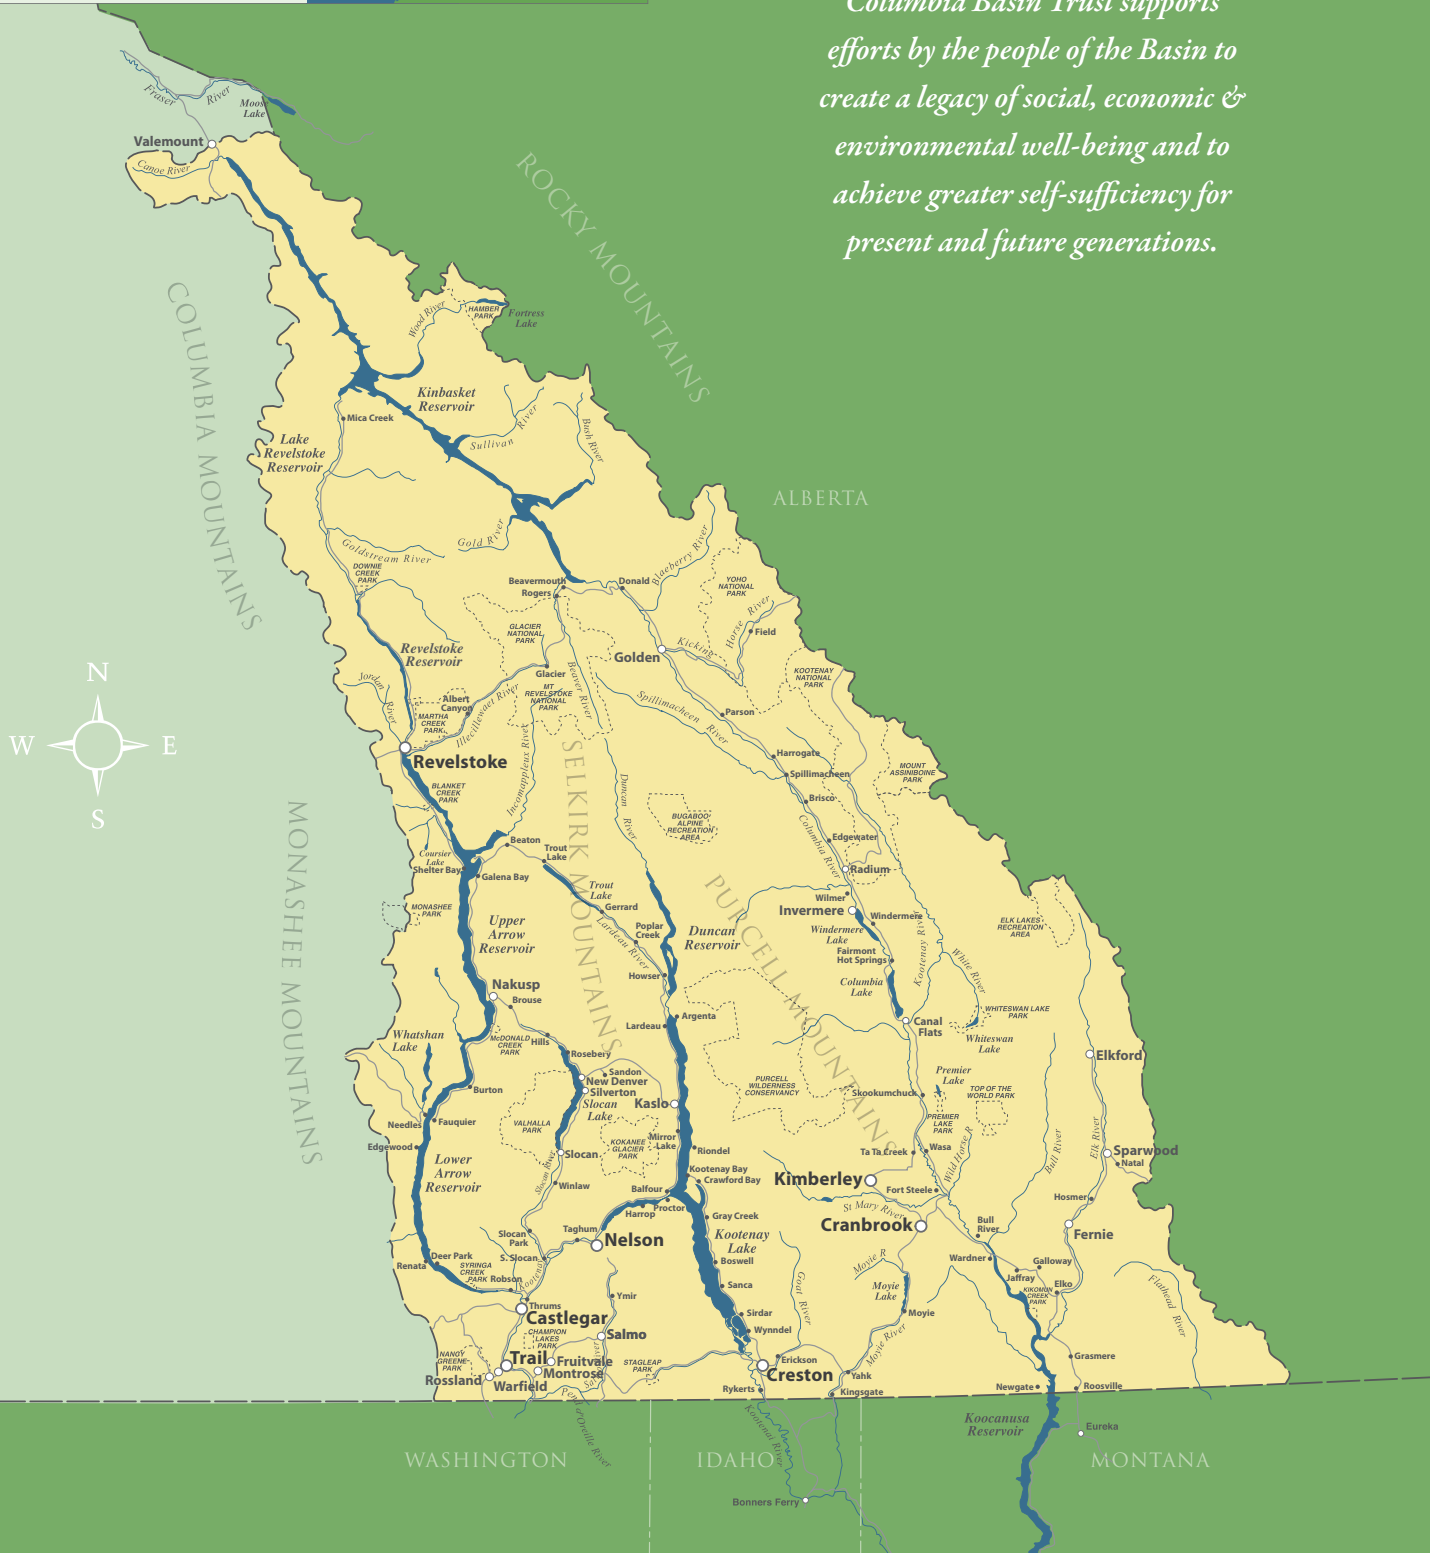 Columbia Basin Trust supports
efforts by the people of the Basin to
create a legacy of social, economic &
environmental well-being and to
achieve greater self-sufficiency for
present and future generations.
Fraser River
Moose
Lake
Valemount
Canoe River
ROCKY MOUNTAINS
COLUMBIA MOUNTAINS
Wood River
HAMBER
PARK
Fortress
Lake
Kinbasket
Reservoir
Mica Creek
Sullivan River
Bush River
Lake
Revelstoke
Reservoir
ALBERTA
Gold River
Goldstream River
DOWNIE
CREEK
PARK
Beavermouth
Rogers
Donald
Blaeberry River
YOHO
NATIONAL
PARK
GLACIER
NATIONAL
PARK
Field
Kicking Horse River
Golden
Revelstoke
Reservoir
Glacier
KOOTENAY
NATIONAL
PARK
Jordan River
Albert
Canyon
MT
REVELSTOKE
NATIONAL
PARK
Beaver River
MARTHA
CREEK
PARK
Illecillewaet River
Spillimacheen River
Parson
N
W
E
S
Revelstoke
Harrogate
Spillimacheen
MOUNT
ASSINIBOINE
PARK
BLANKET
CREEK
PARK
Incomappleux River
SELKIRK MOUNTAINS
Duncan River
Brisco
BUGABOO
ALPINE
RECREATION
AREA
Columbia River
Edgewater
MONASHEE MOUNTAINS
Beaton
Coursier
Lake
Shelter Bay
Galena Bay
Trout
Lake
Radium
Trout
Lake
Gerrard
PURCELL MOUNTAINS
Wilmer
Invermere
Windermere
MONASHEE
PARK
Upper
Arrow
Reservoir
Lardeau River
Poplar
Creek
Duncan
Reservoir
Windermere
Lake
Kootenay River
ELK LAKES
RECREATION
AREA
Fairmont
Hot Springs
White River
Howser
Columbia
Lake
Nakusp
Brouse
Argenta
Lardeau
Canal
Flats
WHITESWAN LAKE
PARK
Whiteswan
Lake
Whatshan
Lake
McDONALD
CREEK
PARK
Hills
Rosebery
Elkford
Sandon
New Denver
Silverton
Slocan
Lake
Burton
PURCELL
WILDERNESS
CONSERVANCY
Premier
Lake
TOP OF THE
WORLD PARK
Skookumchuck
Kaslo
Needles
Fauquier
VALHALLA
PARK
PREMIER
LAKE
PARK
Edgewood
KOKANEE
GLACIER
PARK
Mirror
Lake
Riondel
Ta Ta Creek
Wasa
Wild Horse R
Bull River
Elk River
Sparwood
Natal
Lower
Arrow
Reservoir
Slocan
Slocan River
Kootenay Bay
Crawford Bay
Kimberley
Winlaw
Balfour
Proctor
Harrop
Fort Steele
Hosmer
St Mary River
Gray Creek
Cranbrook
Bull
River
Fernie
Slocan
Park
Taghum
Nelson
Kootenay
Lake
Boswell
Deer Park
Renata
S. Slocan
SYRINGA
CREEK
PARK
Robson
Kootenay
Moyie R
Wardner
Galloway
Jaffray
Elko
Sanca
Goat River
Moyie
Lake
KIKOMUN
CREEK
PARK
Flathead River
Thrums
Castlegar
Ymir
Sirdar
Moyie
Wynndel
CHAMPION
LAKES
PARK
Salmo
Moyie River
NANCY
GREENE
PARK
Trail
Fruitvale
Montrose
STAGLEAP
PARK
Erickson
Creston
Grasmere
Rossland
Warfield
Yahk
Rykerts
Kingsgate
Newgate
Roosville
Pend d'Oreille River
Kootenai River
Koocanusa
Reservoir
Eureka
WASHINGTON
IDAHO
MONTANA
Bonners Ferry